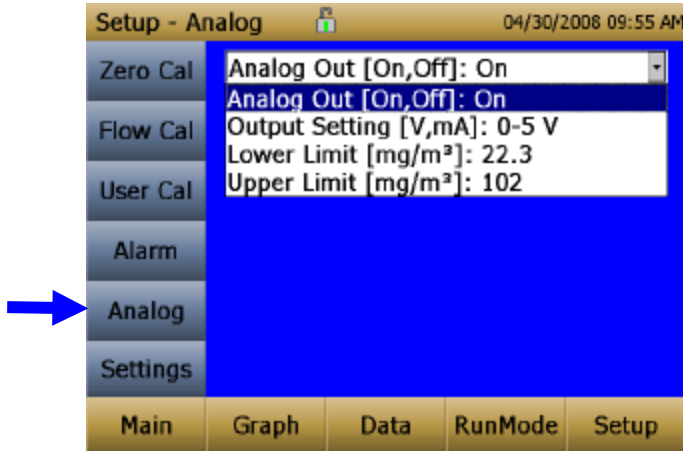 Setup - Analog 04/30/2008 09:55 AM
Zero Cal
Analog Out [On,Off]: On
Analog Out [On,Off]: On
Output Setting [V,mA]: 0-5 V
Lower Limit [mg/m³]: 22.3
Upper Limit [mg/m³]: 102
Flow Cal
User Cal
Alarm
Analog
Settings
Main Graph Data RunMode Setup